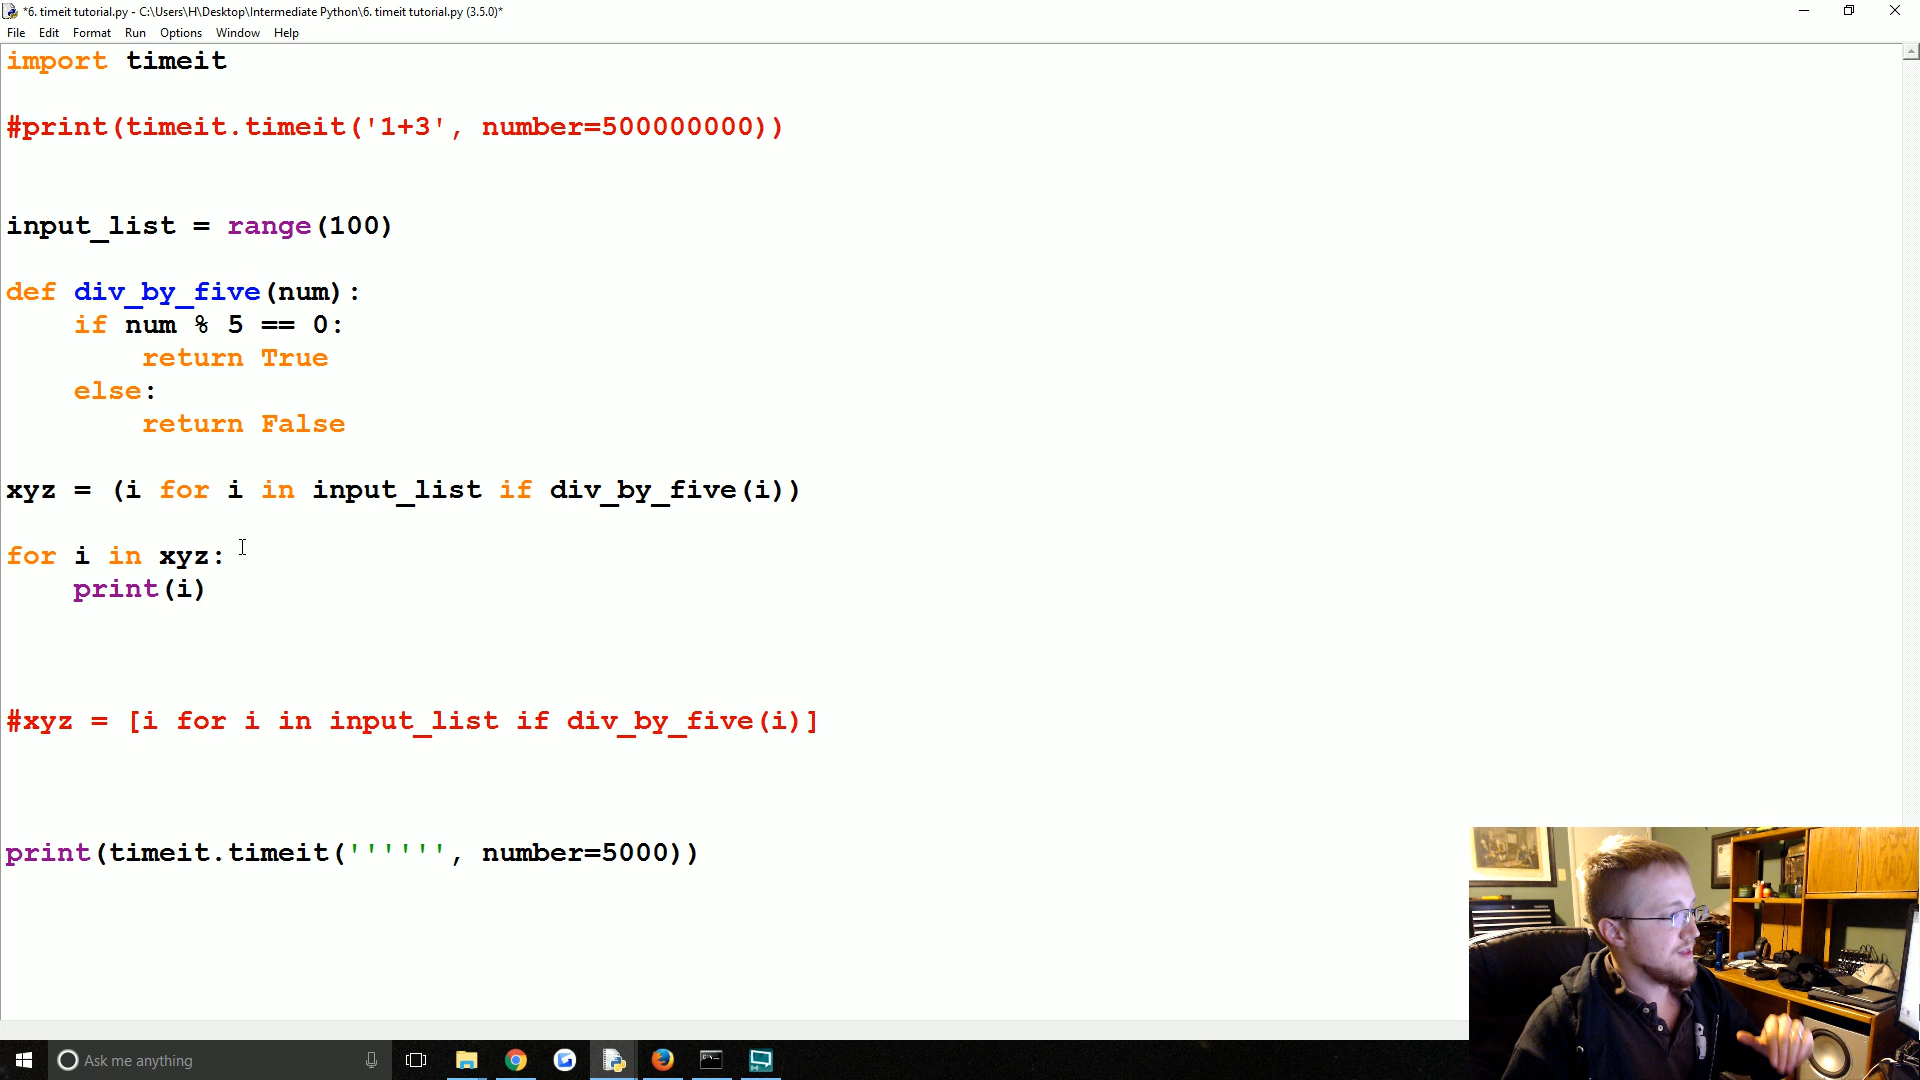 *6. timeit tutorial.py - C:\Users\H\Desktop\Intermediate Python\6. timeit tutorial.py (3.5.0)*
File Edit Format Run Options Window Help
import timeit
#print(timeit.timeit('1+3', number=500000000))
input_list = range(100)
def div_by_five(num):
    if num % 5 == 0:
        return True
    else:
        return False
xyz = (i for i in input_list if div_by_five(i))
for i in xyz:
    print(i)
#xyz = [i for i in input_list if div_by_five(i)]
print(timeit.timeit('''''', number=5000))
Ask me anything